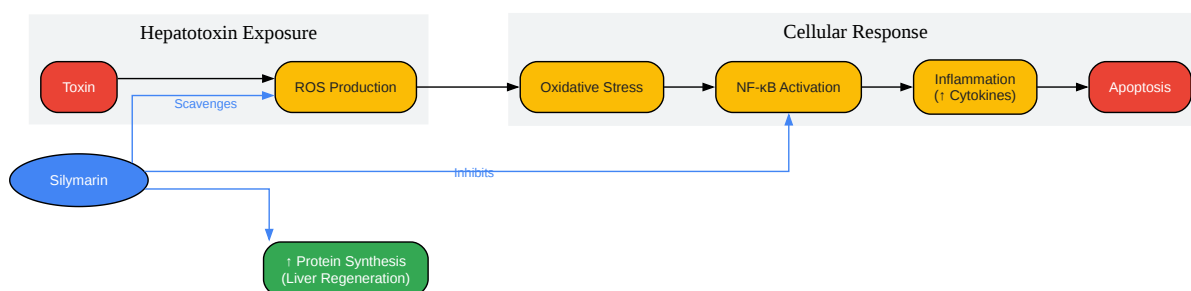 Hepatotoxin Exposure
Cellular Response
Toxin
ROS Production
Oxidative Stress
NF-κB Activation
Inflammation
(↑ Cytokines)
Apoptosis
Scavenges
Silymarin
Inhibits
↑ Protein Synthesis
(Liver Regeneration)